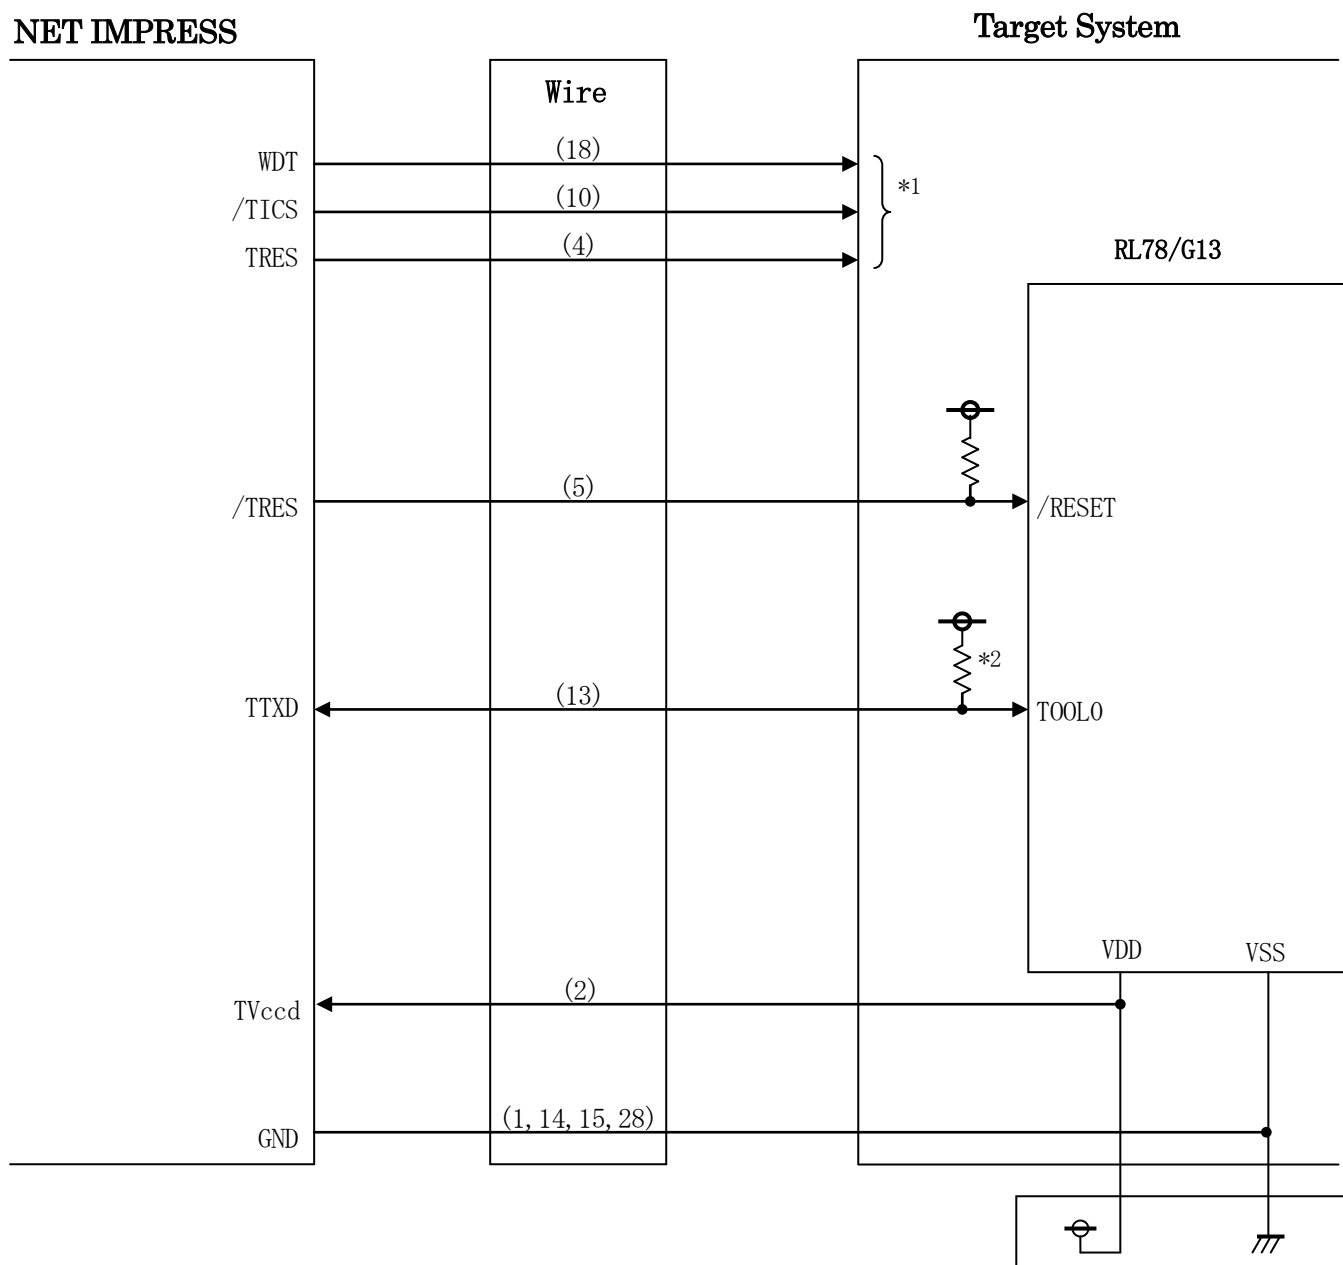 NET IMPRESS
Target System
Wire
WDT
(18)
*1
/TICS
(10)
TRES
(4)
RL78/G13
/TRES
(5)
/RESET
*2
TTXD
(13)
TOOL0
VDD
VSS
TVccd
(2)
GND
(1,14,15,28)